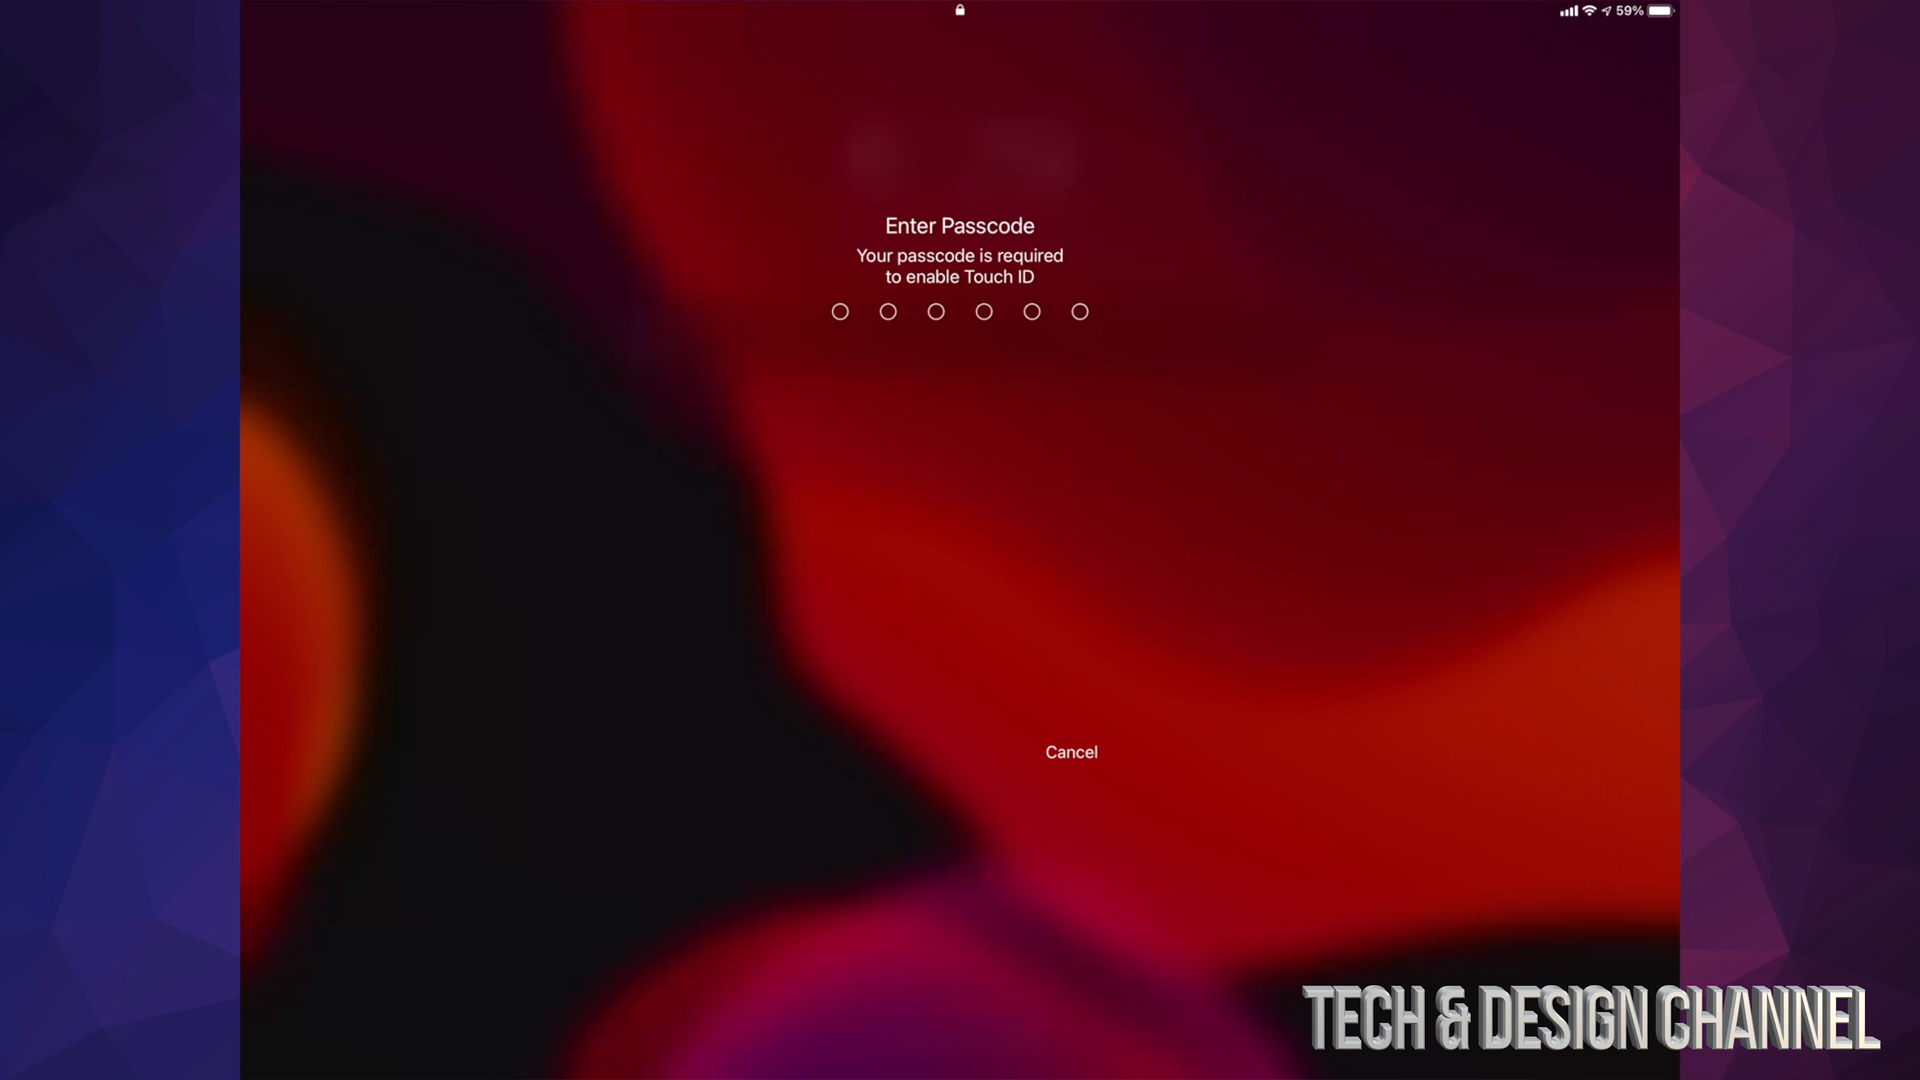 59%
Enter Passcode
Your passcode is required
to enable Touch ID
Cancel
TECH & DESIGN CHANNEL